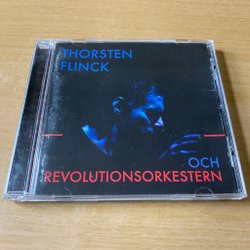 THORSTEN
FLINCK
OCH
REVOLUTIONSORKESTERN